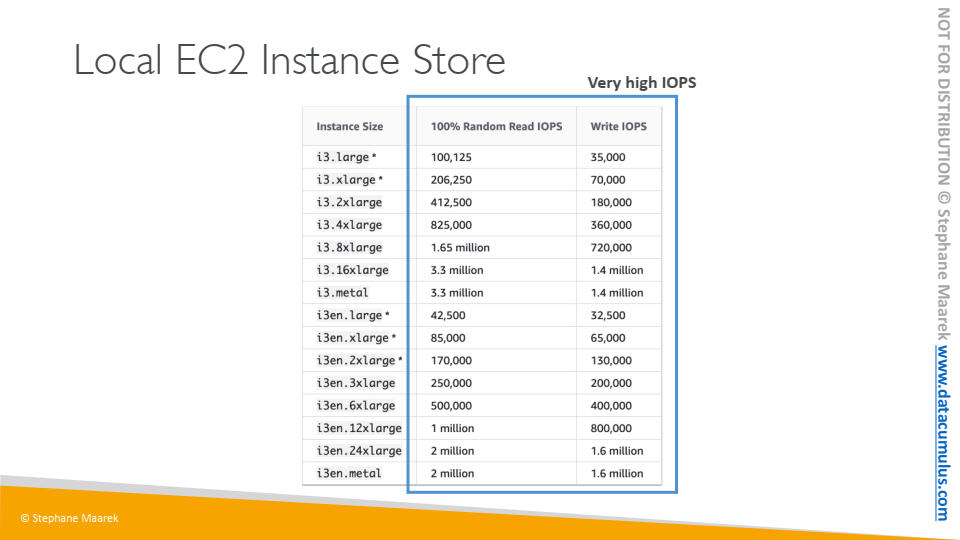 Local EC2 Instance Store
Very high IOPS
Instance Size 100% Random Read IOPS Write IOPS
i3.large * 100,125 35,000
i3.xlarge * 206,250 70,000
i3.2xlarge 412,500 180,000
i3.4xlarge 825,000 360,000
i3.8xlarge 1.65 million 720,000
i3.16xlarge 3.3 million 1.4 million
i3.metal 3.3 million 1.4 million
i3en.large * 42,500 32,500
i3en.xlarge * 85,000 65,000
i3en.2xlarge * 170,000 130,000
i3en.3xlarge 250,000 200,000
i3en.6xlarge 500,000 400,000
i3en.12xlarge 1 million 800,000
i3en.24xlarge 2 million 1.6 million
i3en.metal 2 million 1.6 million
© Stephane Maarek
NOT FOR DISTRIBUTION © Stephane Maarek www.datacumulus.com